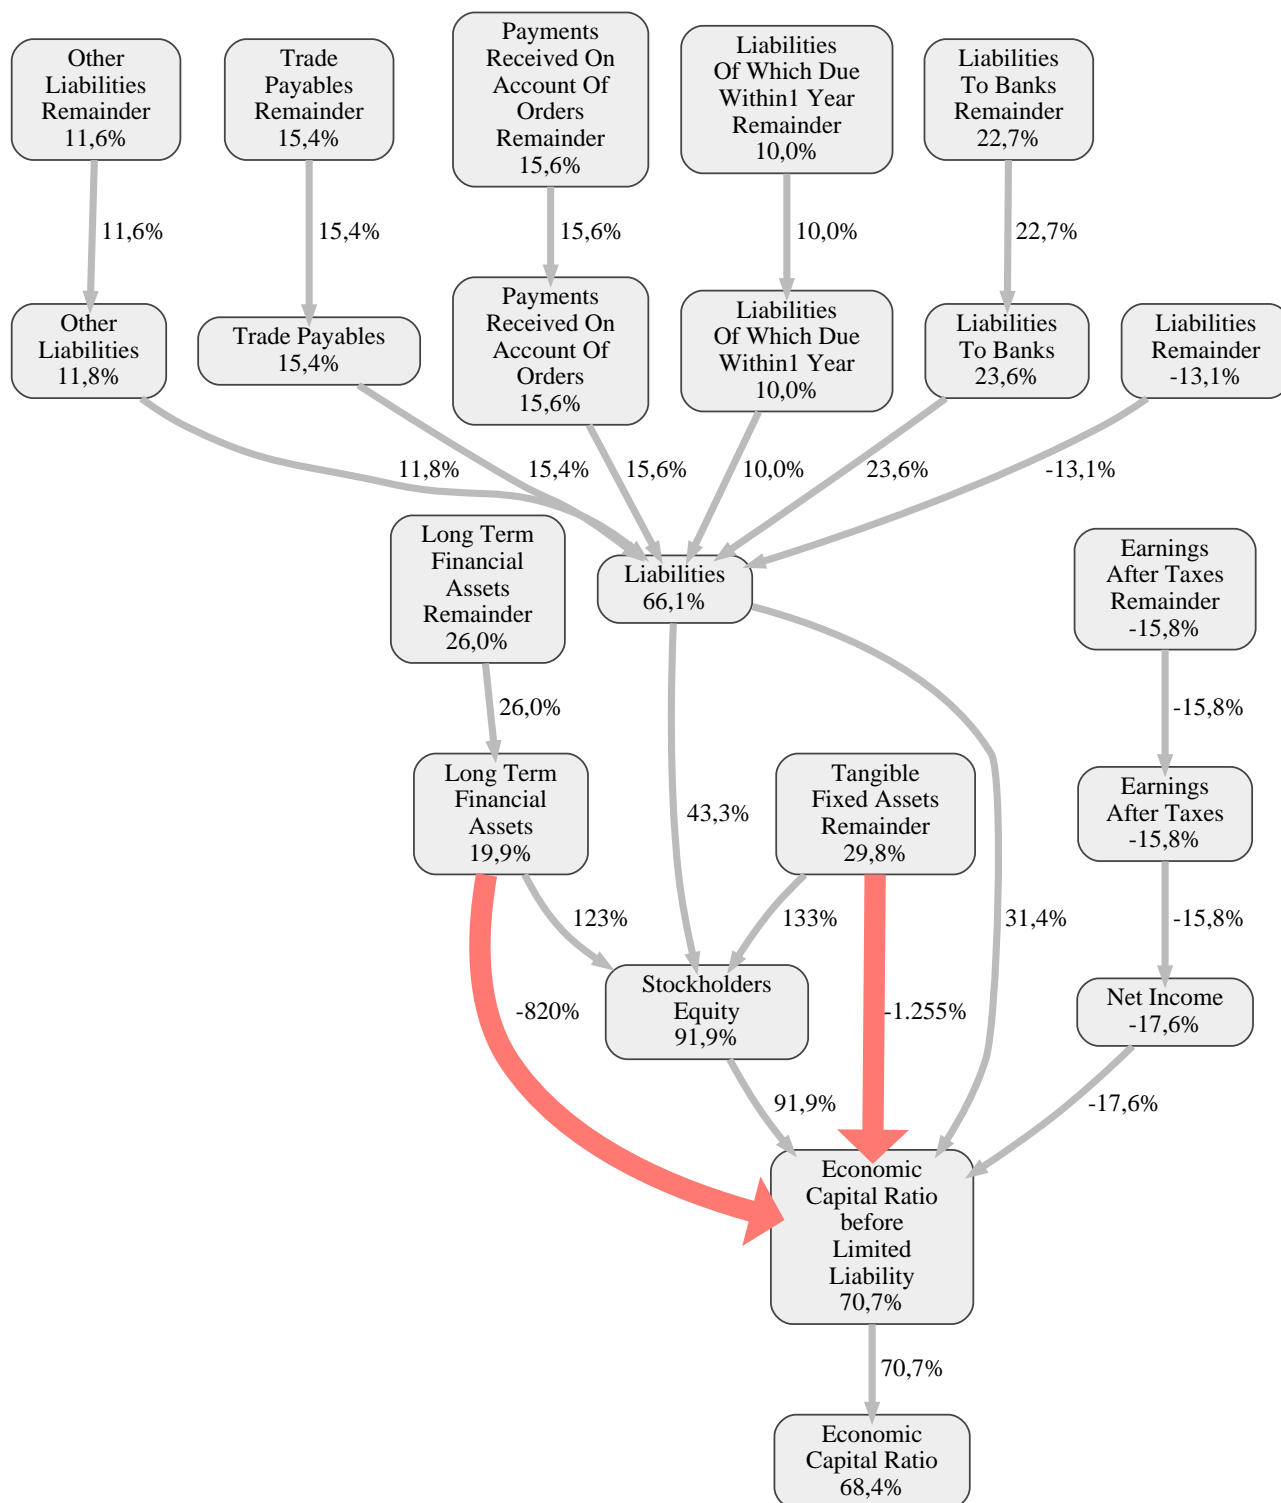 Other
Liabilities
Remainder
11,6%
Trade
Payables
Remainder
15,4%
Payments
Received On
Account Of
Orders
Remainder
15,6%
Liabilities
Of Which Due
Within1 Year
Remainder
10,0%
Liabilities
To Banks
Remainder
22,7%
11,6%
15,4%
15,6%
10,0%
22,7%
Other
Liabilities
11,8%
Trade Payables
15,4%
Payments
Received On
Account Of
Orders
15,6%
Liabilities
Of Which Due
Within1 Year
10,0%
Liabilities
To Banks
23,6%
Liabilities
Remainder
-13,1%
11,8%
15,4%
15,6%
10,0%
23,6%
-13,1%
Long Term
Financial
Assets
Remainder
26,0%
Liabilities
66,1%
Earnings
After Taxes
Remainder
-15,8%
26,0%
-15,8%
Long Term
Financial
Assets
19,9%
43,3%
Tangible
Fixed Assets
Remainder
29,8%
Earnings
After Taxes
-15,8%
123%
133%
31,4%
-15,8%
Stockholders
Equity
91,9%
Net Income
-17,6%
-820%
-1.255%
91,9%
-17,6%
Economic
Capital Ratio
before
Limited
Liability
70,7%
70,7%
Economic
Capital Ratio
68,4%